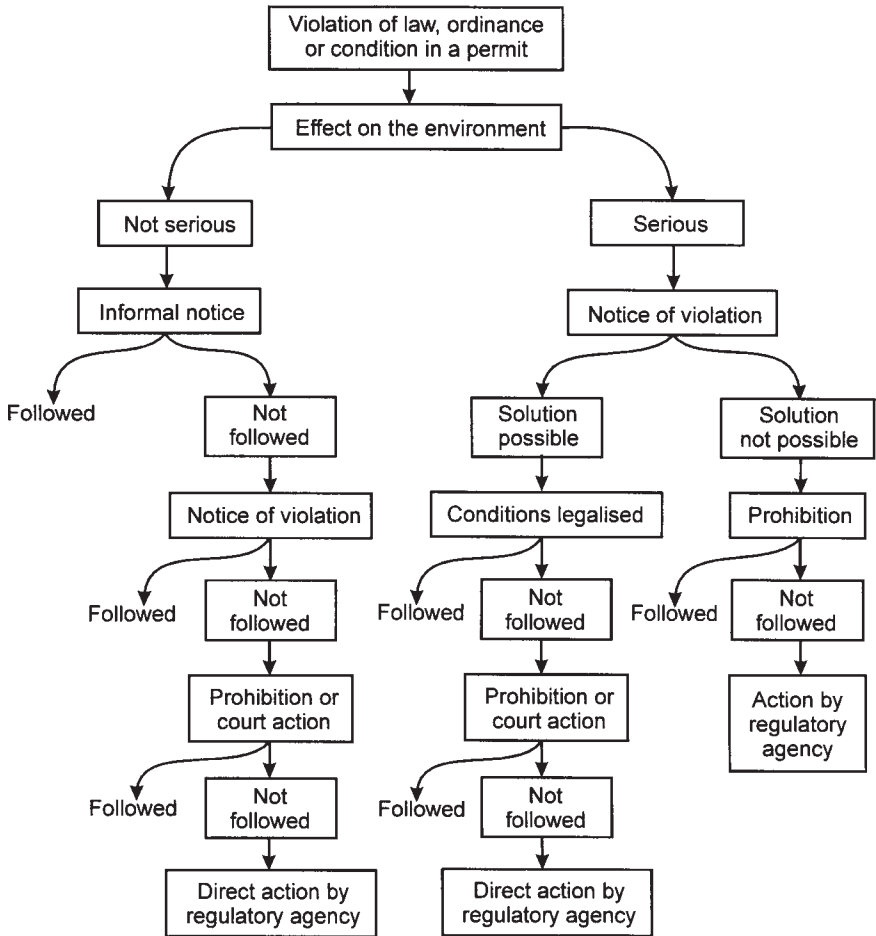 Violation of law, ordinance
or condition in a permit
Effect on the environment
Not serious
Serious
Informal notice
Notice of violation
Followed
Not
followed
Solution
possible
Solution
not possible
Notice of violation
Conditions legalised
Prohibition
Followed
Not
followed
Followed
Not
followed
Followed
Not
followed
Prohibition or
court action
Prohibition or
court action
Action by
regulatory
agency
Followed
Not
followed
Followed
Not
followed
Direct action by
regulatory agency
Direct action by
regulatory agency